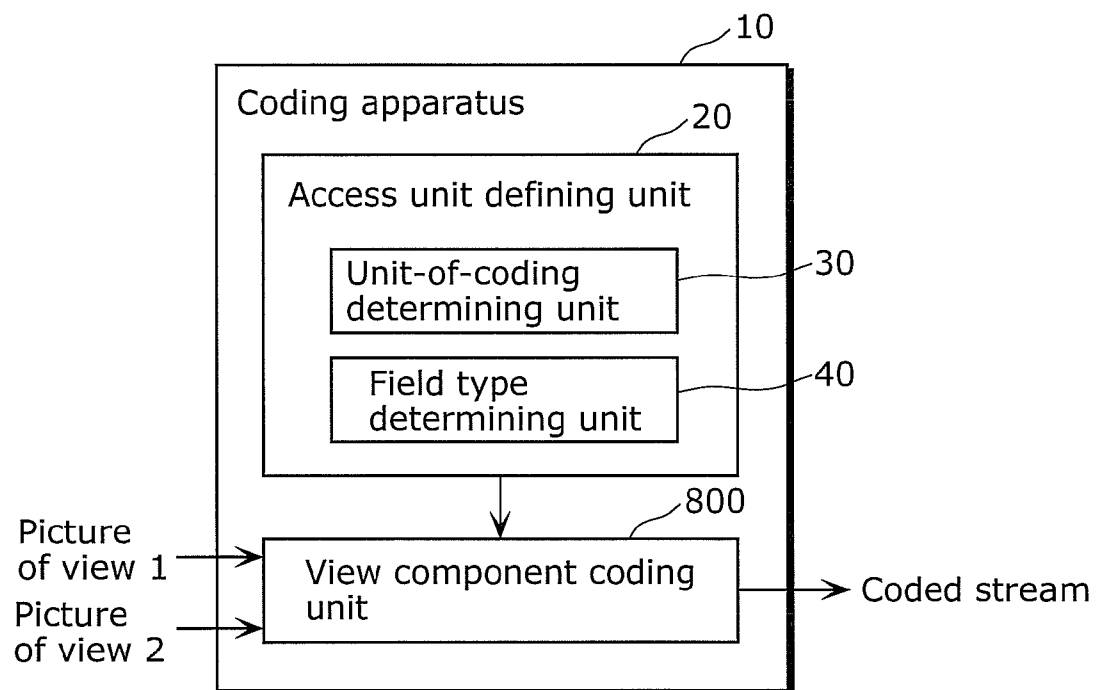 10
Coding apparatus
20
Access unit defining unit
Unit-of-coding
determining unit
30
Field type
determining unit
40
800
Picture
of view 1
View component coding
unit
Coded stream
Picture
of view 2